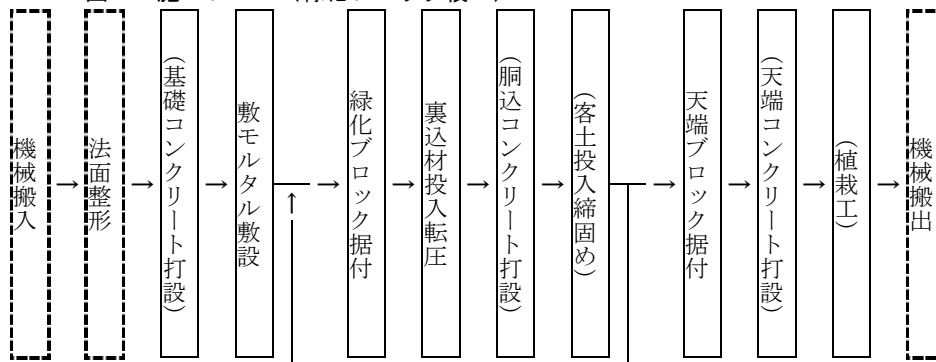 機械搬入
→
法面整形
→
(基礎コンクリート打設)
→
敷モルタル敷設
→
↑
緑化ブロック据付
→
裏込材投入転圧
→
(胴込コンクリート打設)
→
(客土投入締固め)
→
天端ブロック据付
→
(天端コンクリート打設)
→
(植栽工)
→
機械搬出